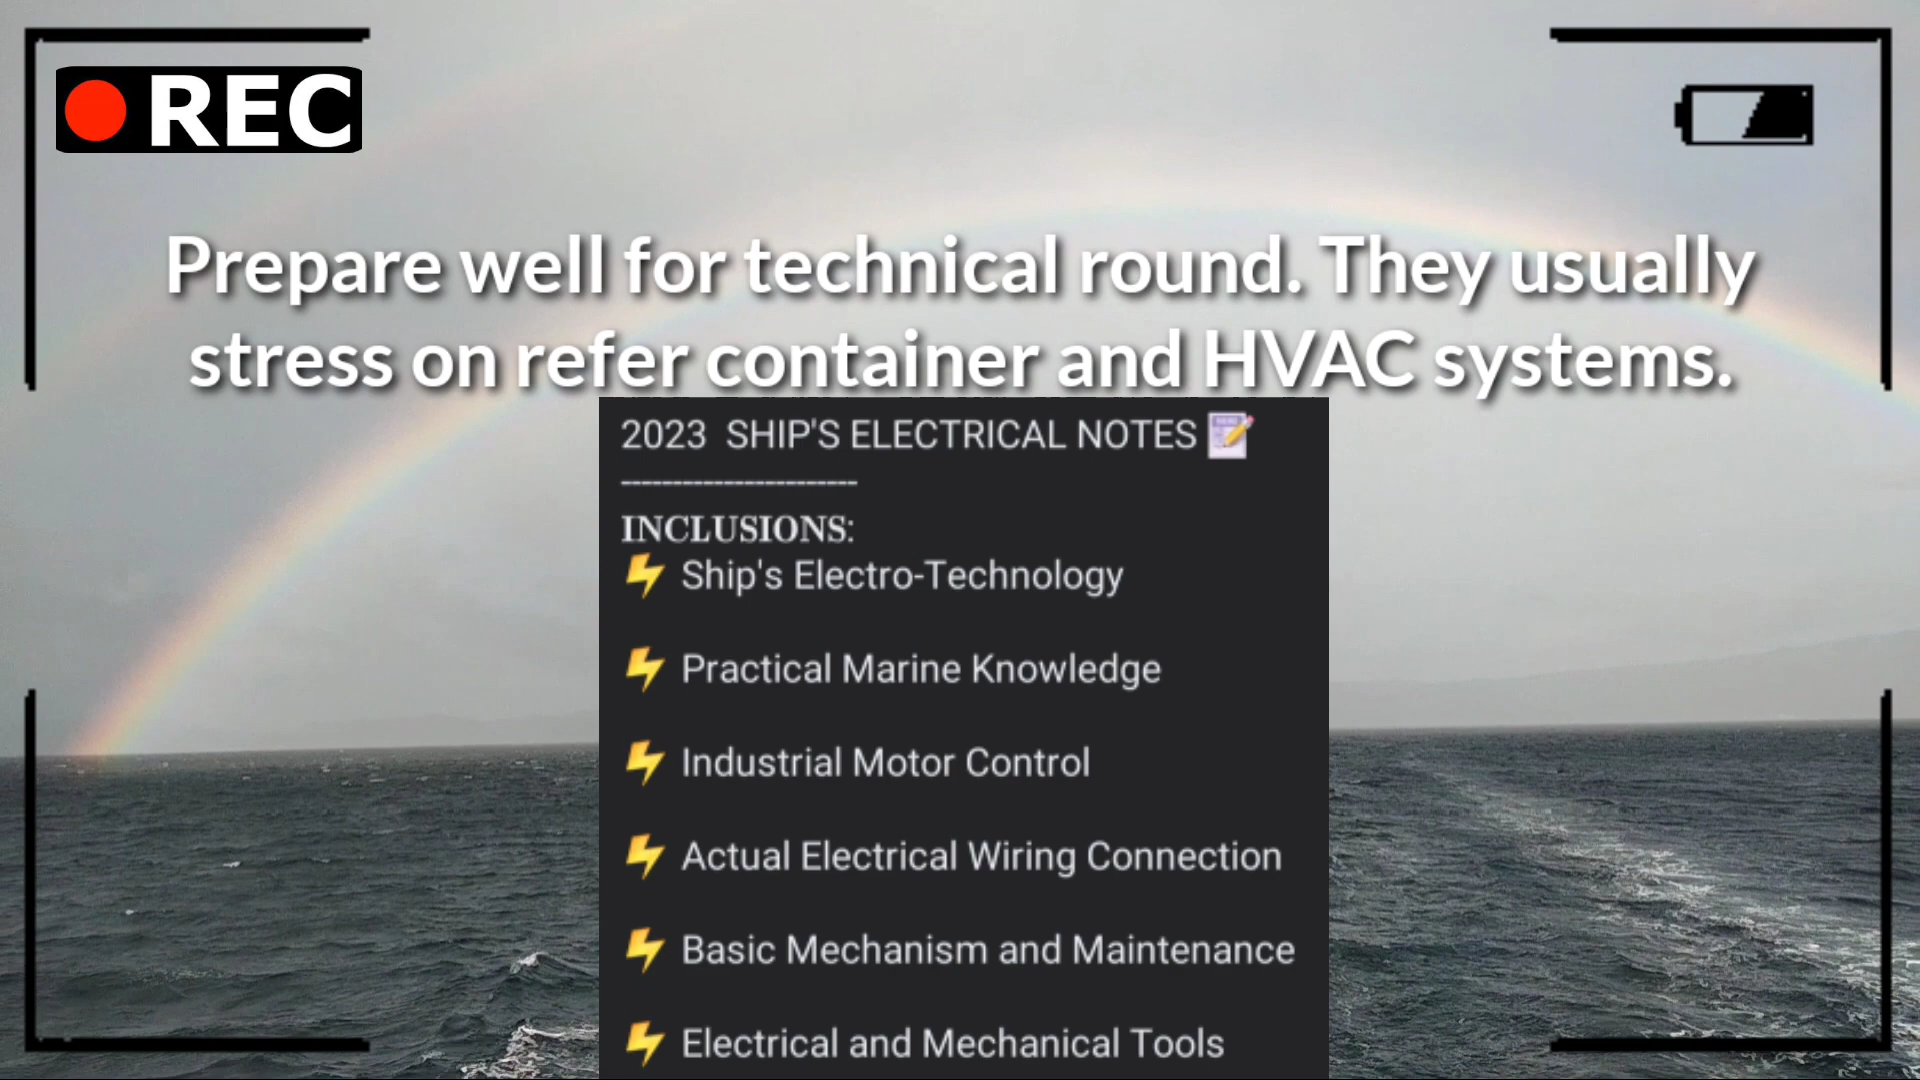 REC
Prepare well for technical round. They usually
stress on refer container and HVAC systems.
2023 SHIP'S ELECTRICAL NOTES 📝
-----------------------
INCLUSIONS:
⚡ Ship's Electro-Technology
⚡ Practical Marine Knowledge
⚡ Industrial Motor Control
⚡ Actual Electrical Wiring Connection
⚡ Basic Mechanism and Maintenance
⚡ Electrical and Mechanical Tools